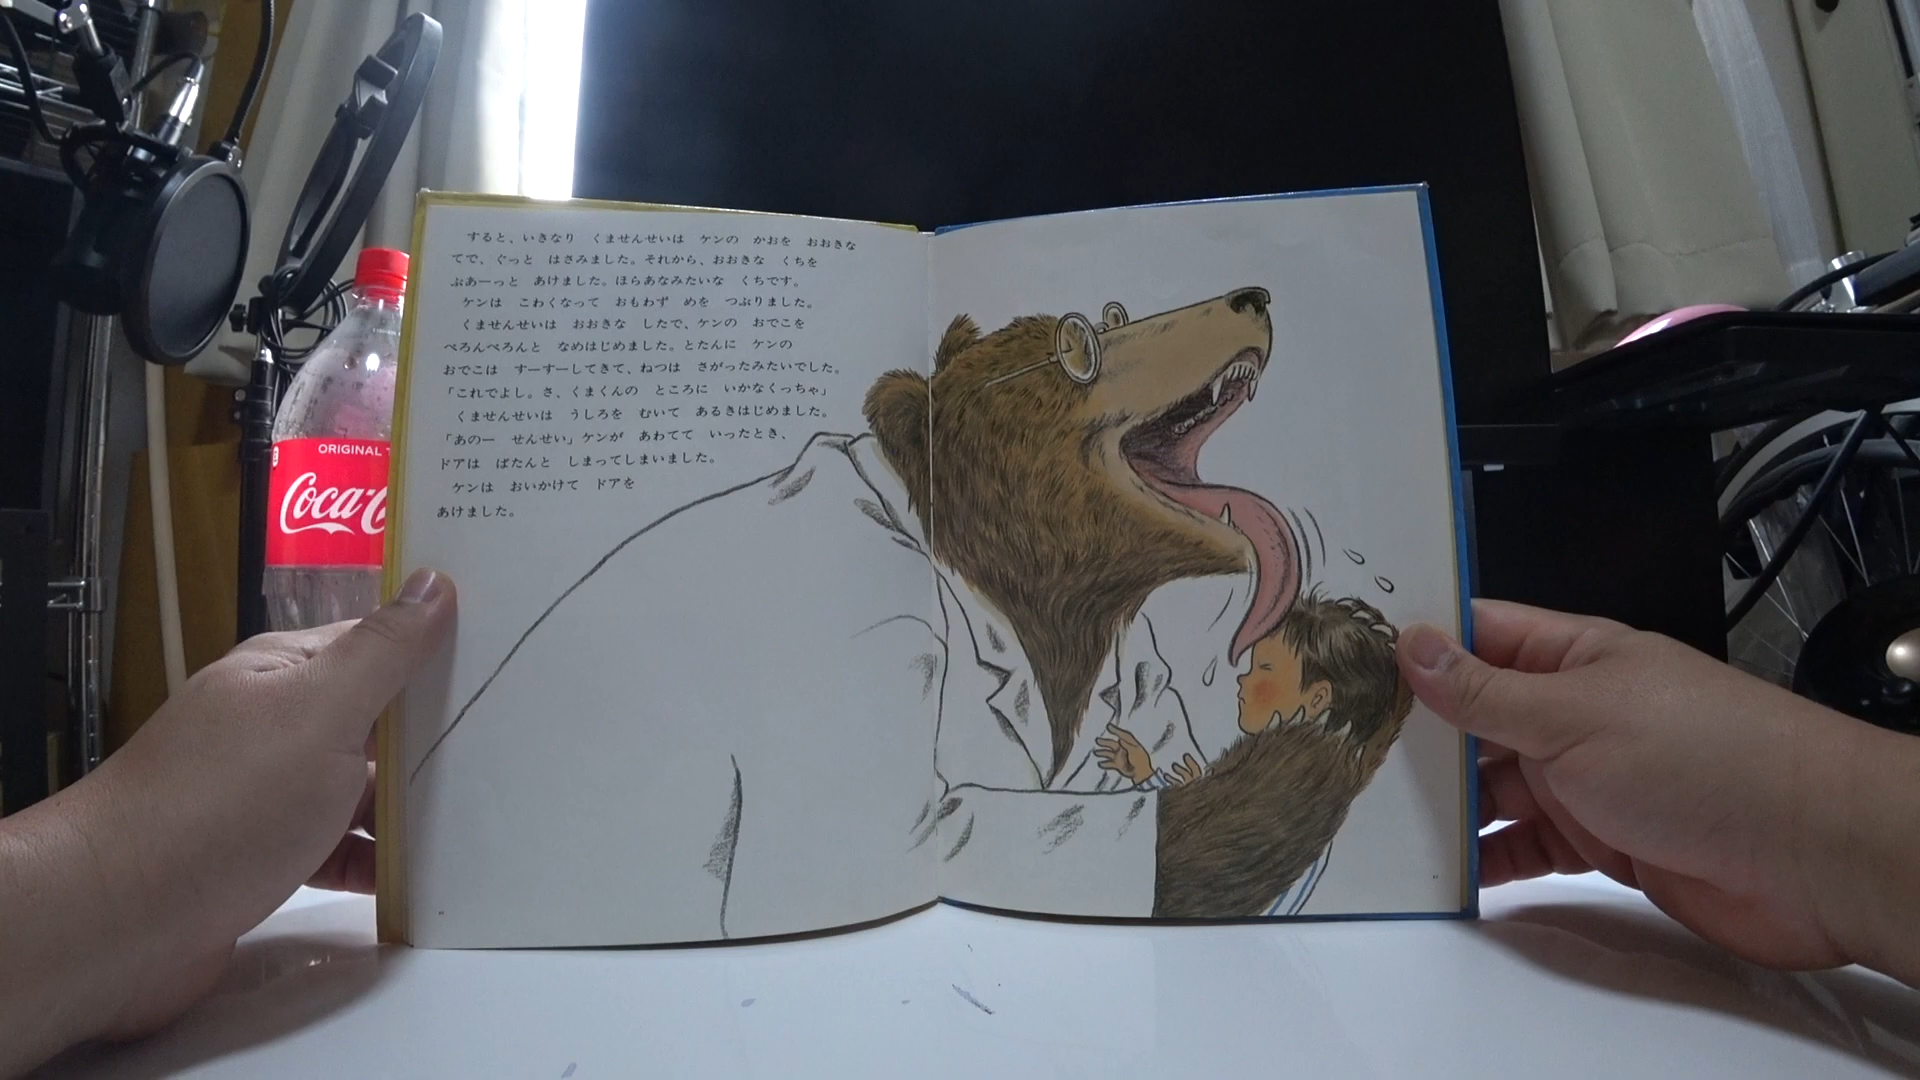 すると、いきなり　くませんせいは　ケンの　かおを　おおきな
てで、ぐっと　はさみました。それから、おおきな　くちを
ぶあーっと　あけました。ほらあなみたいな　くちです。
ケンは　こわくなって　おもわず　めを　つぶりました。
くませんせいは　おおきな　したで、ケンの　おでこを
ぺろんぺろんと　なめはじめました。とたんに　ケンの
おでこは　すーすーしてきて、ねつは　さがったみたいでした。
「これでよし。さ、くまくんの　ところに　いかなくっちゃ」
くませんせいは　うしろを　むいて　あるきはじめました。
「あのー　せんせい」ケンが　あわてて　いったとき、
ドアは　ばたんと　しまってしまいました。
ケンは　おいかけて　ドアを
あけました。
ORIGINAL
Coca-C